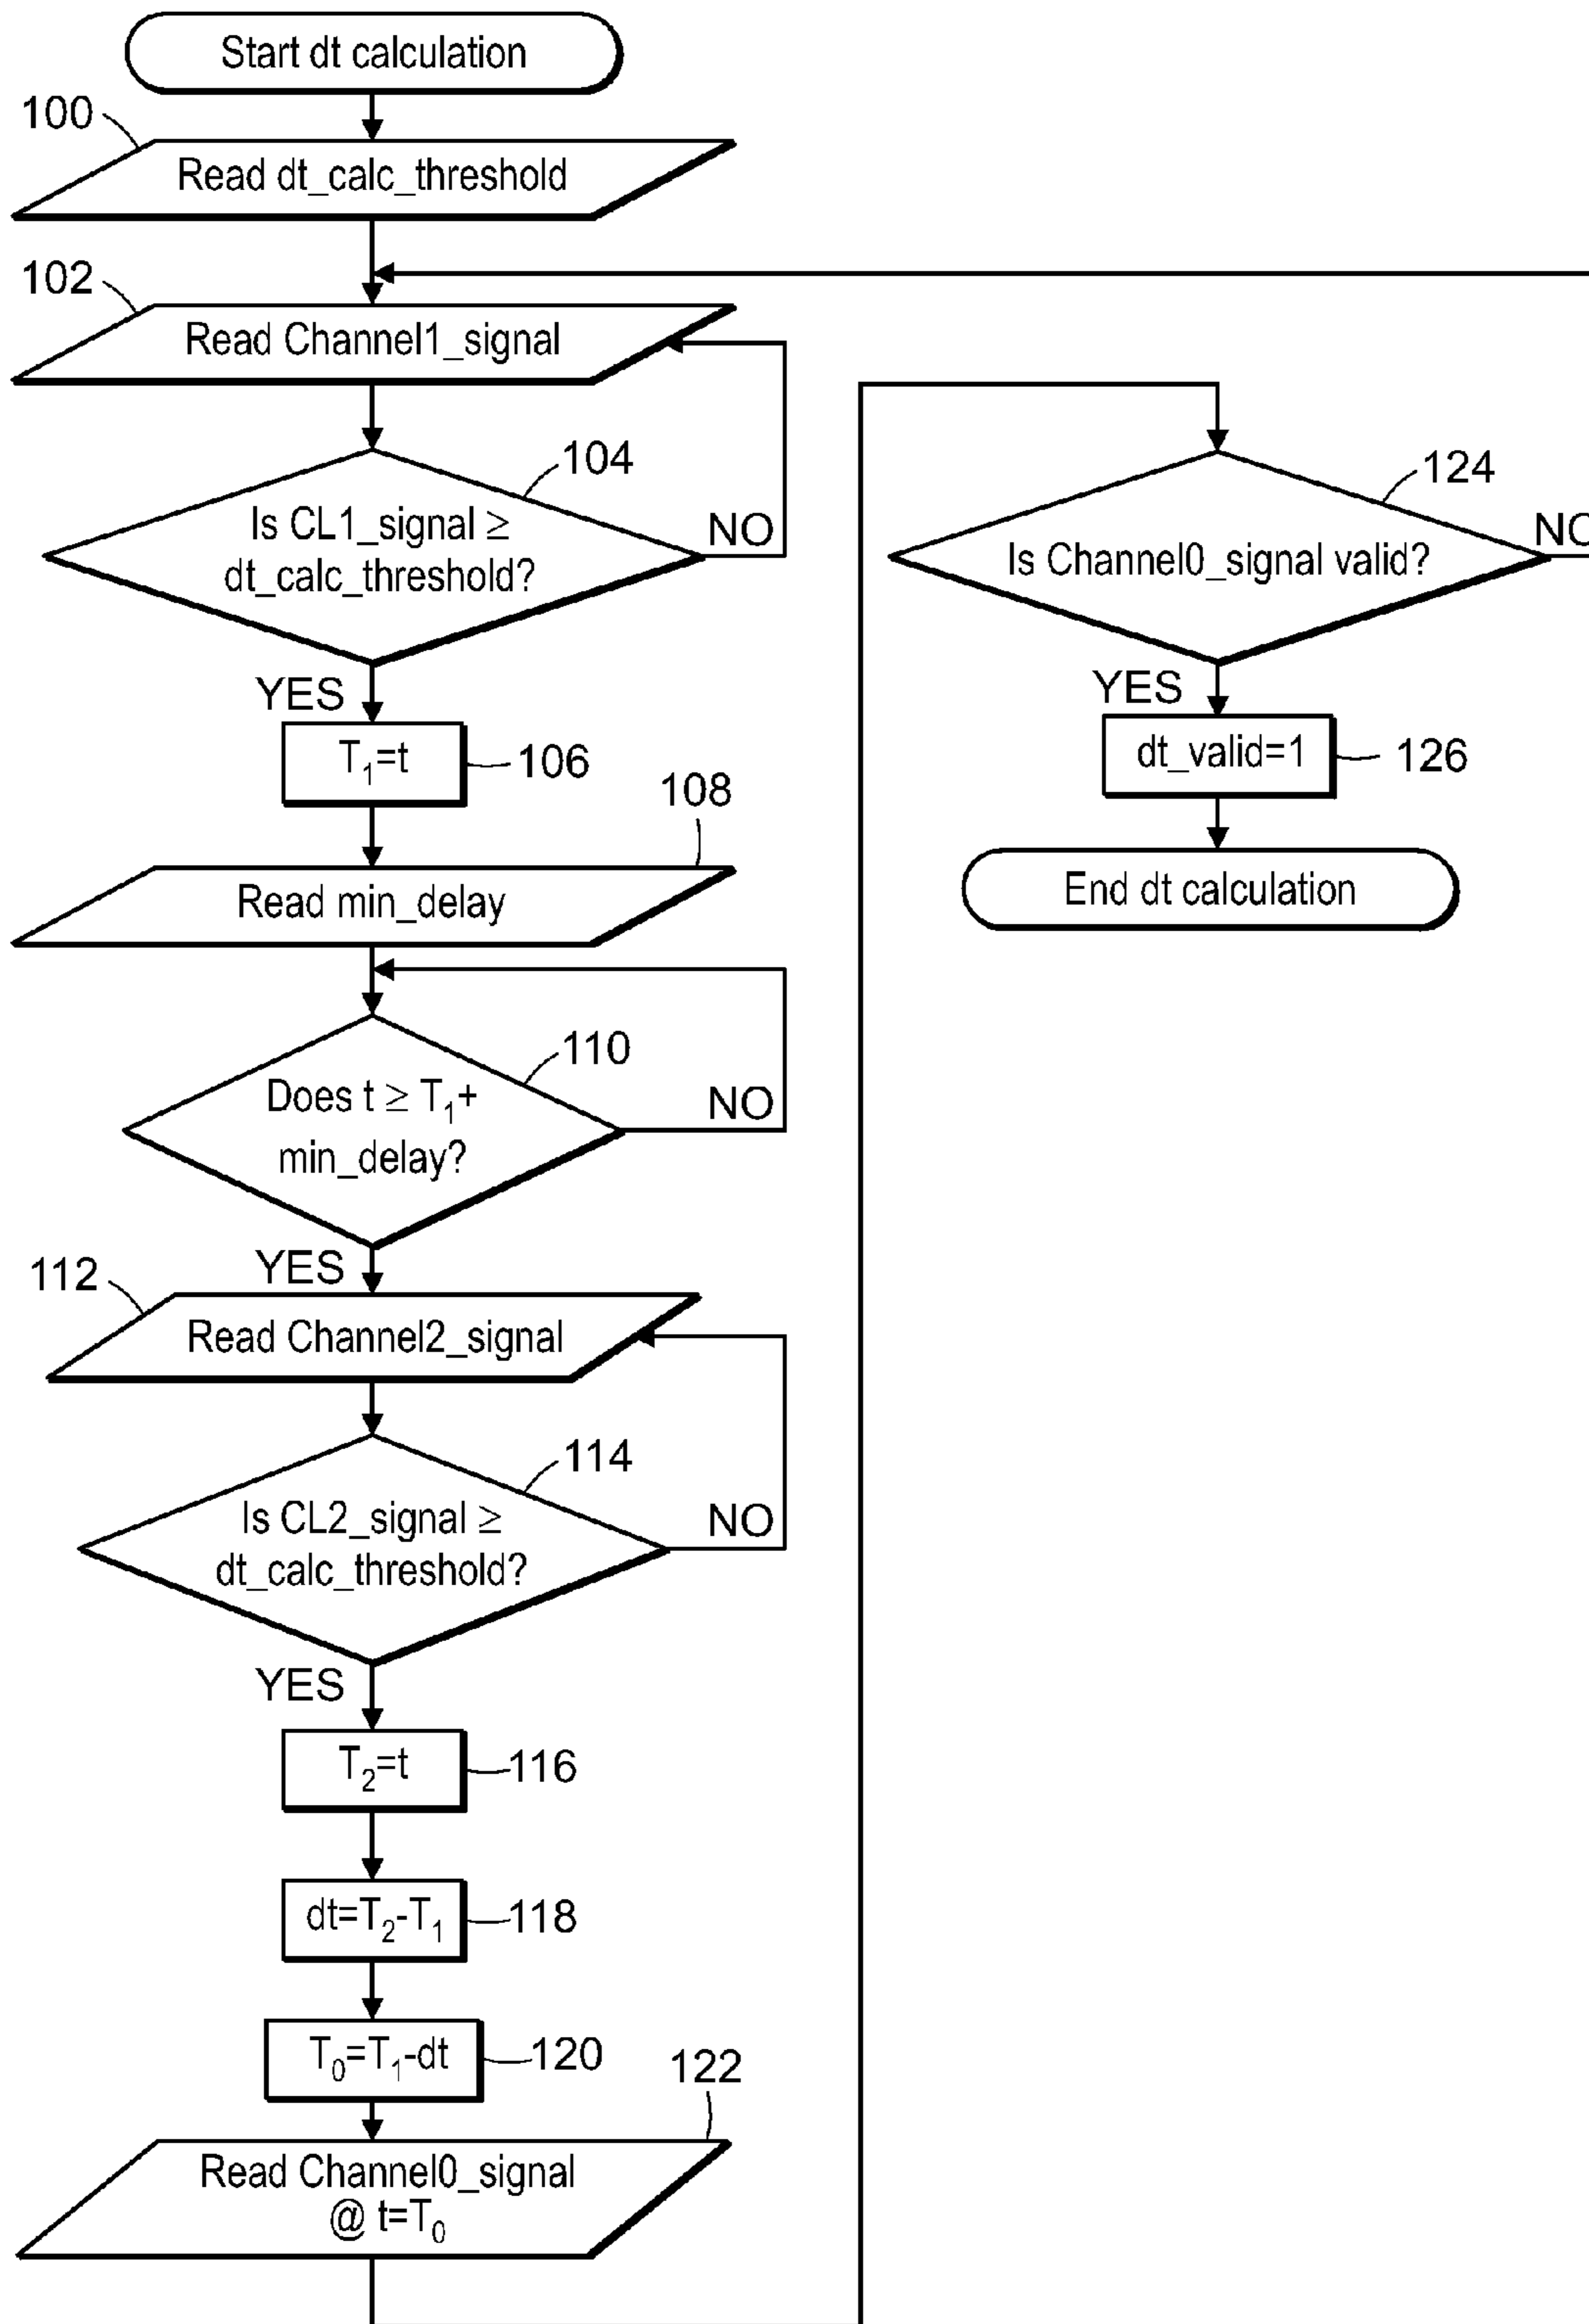 Start dt calculation
100
Read dt_calc_threshold
102
Read Channel1_signal
104
Is CL1_signal ≥
dt_calc_threshold?
NO
YES
T₁=t
106
108
Read min_delay
110
Does t ≥ T₁+
min_delay?
NO
YES
112
Read Channel2_signal
114
Is CL2_signal ≥
dt_calc_threshold?
NO
YES
T₂=t
116
dt=T₂-T₁
118
T₀=T₁-dt
120
122
Read Channel0_signal
@ t=T₀
124
Is Channel0_signal valid?
NO
YES
dt_valid=1
126
End dt calculation